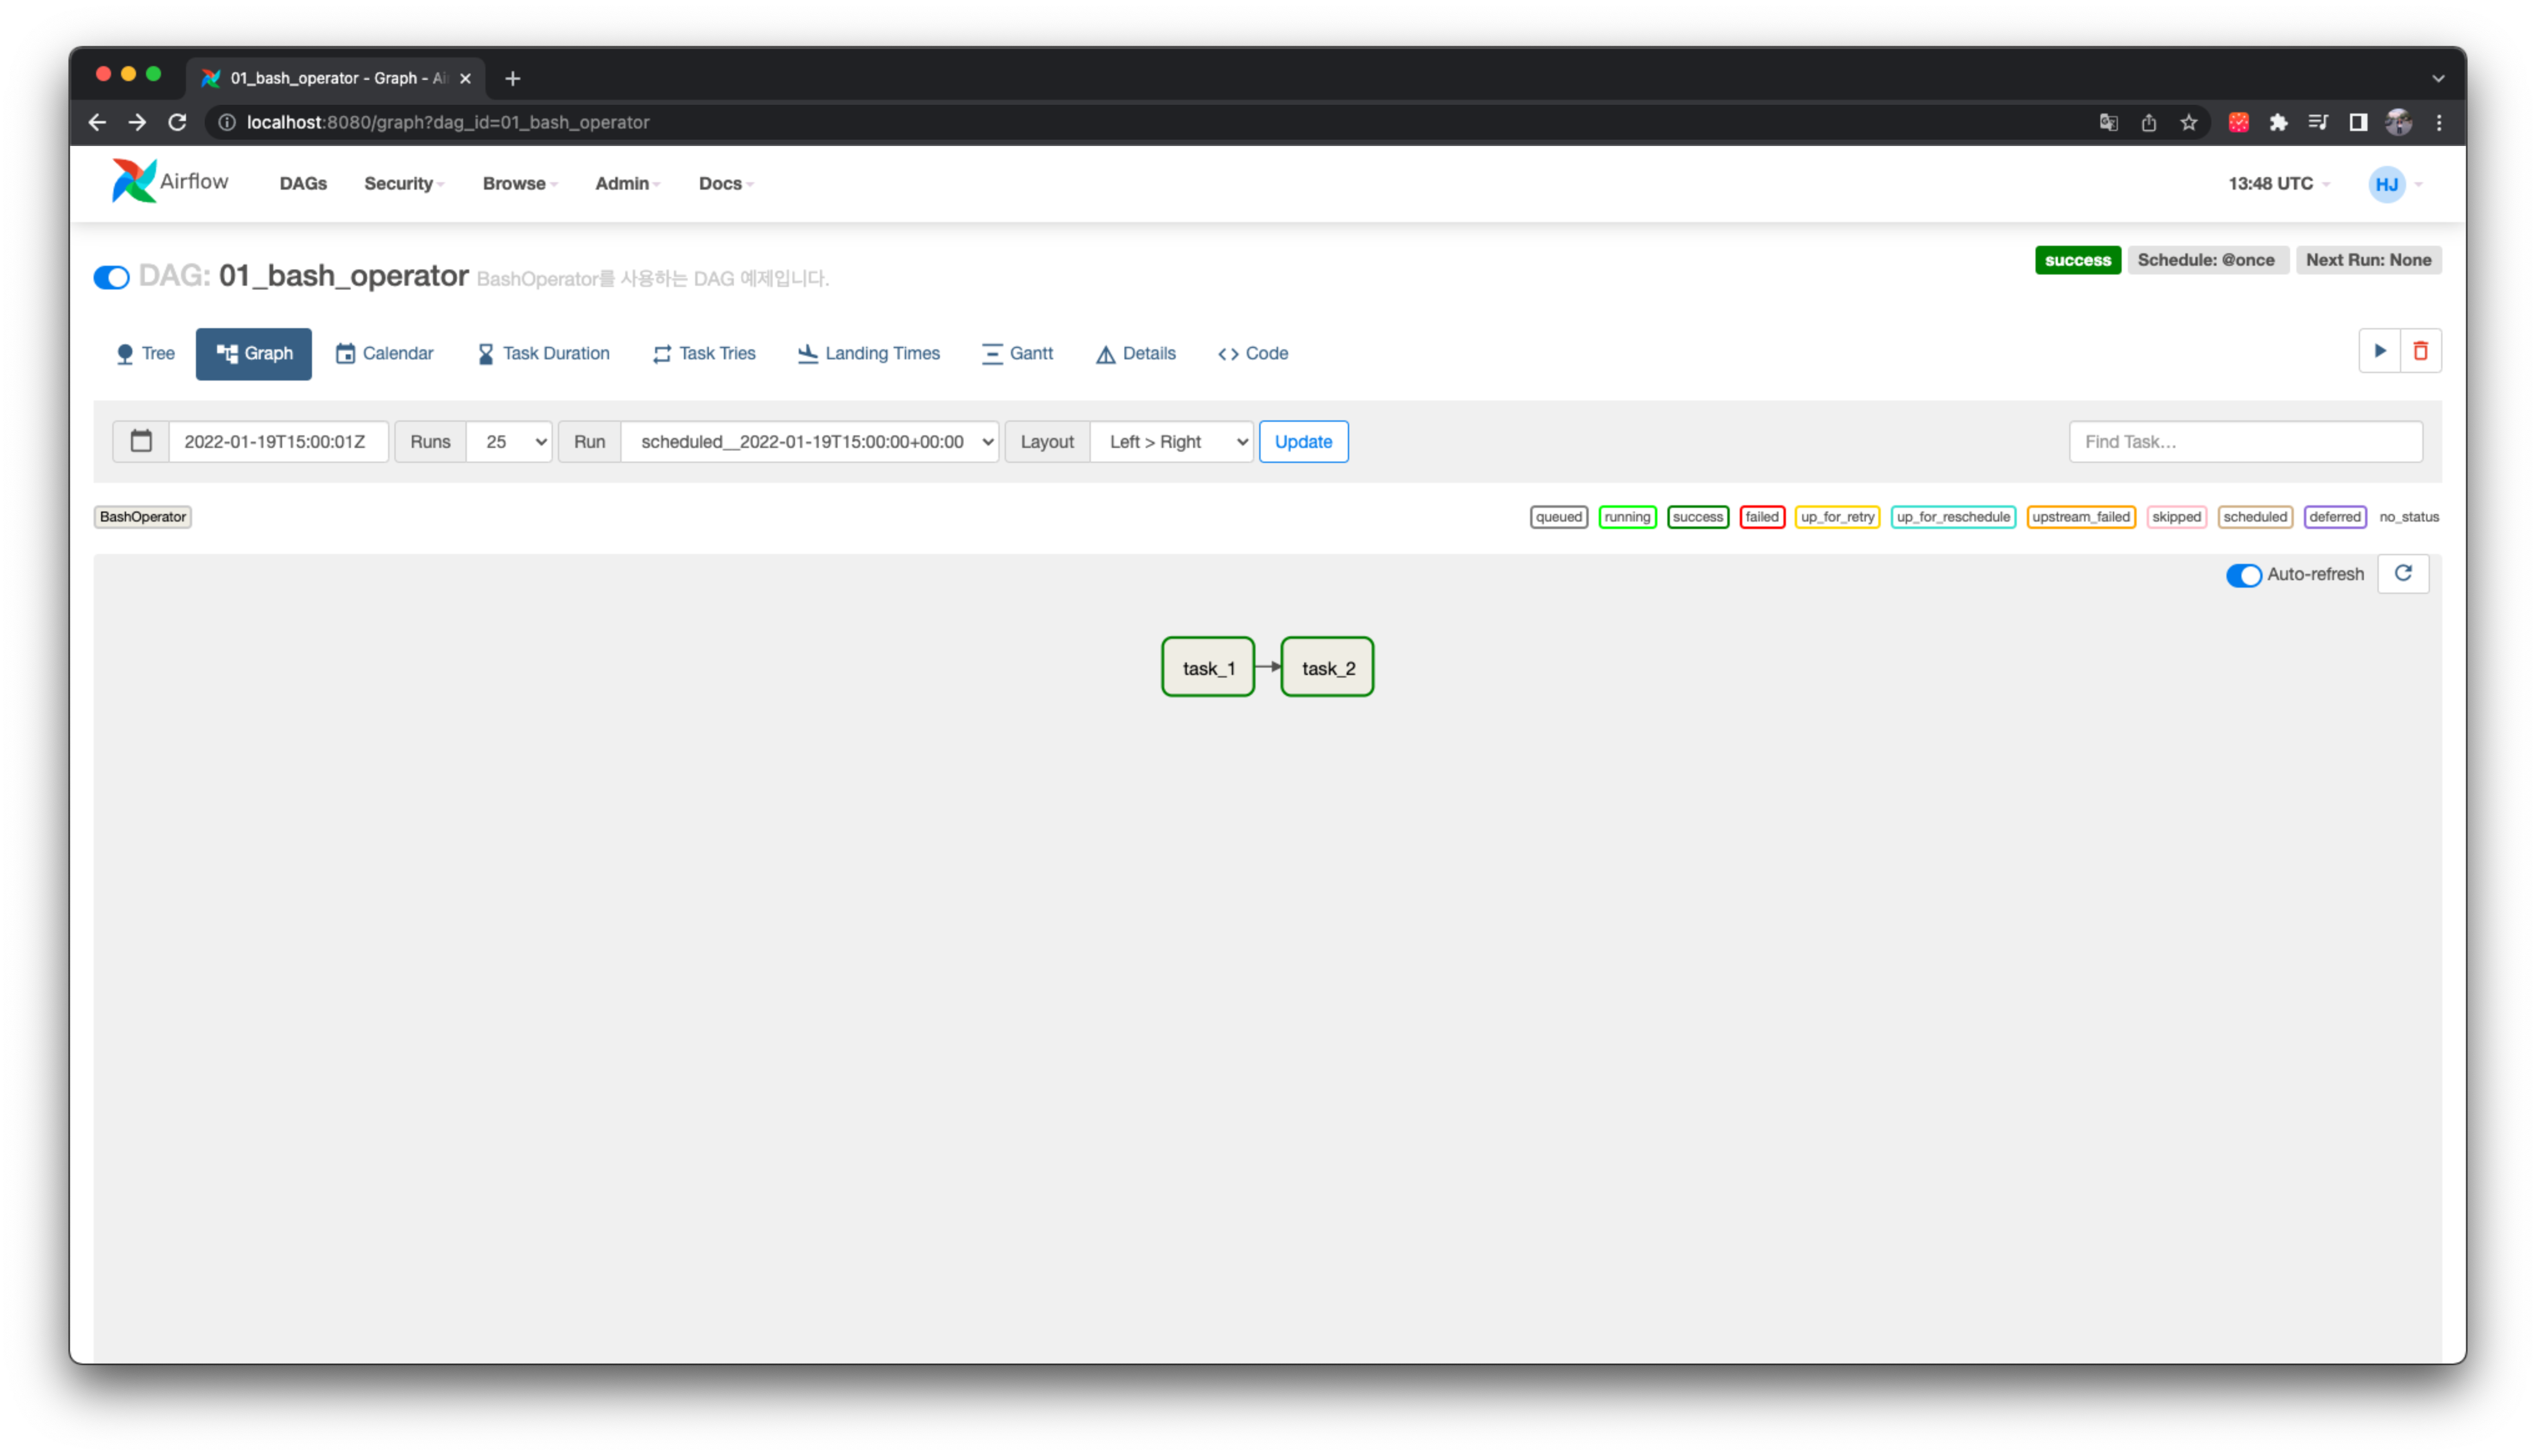 01_bash_operator - Graph - Ai
localhost:8080/graph?dag_id=01_bash_operator
Airflow DAGs Security Browse Admin Docs 13:48 UTC HJ
success Schedule: @once Next Run: None
DAG: 01_bash_operator BashOperator를 사용하는 DAG 예제입니다.
Tree Graph Calendar Task Duration Task Tries Landing Times Gantt Details Code
2022-01-19T15:00:01Z Runs 25 Run scheduled__2022-01-19T15:00:00+00:00 Layout Left > Right Update Find Task...
BashOperator queued running success failed up_for_retry up_for_reschedule upstream_failed skipped scheduled deferred no_status
Auto-refresh
task_1 task_2